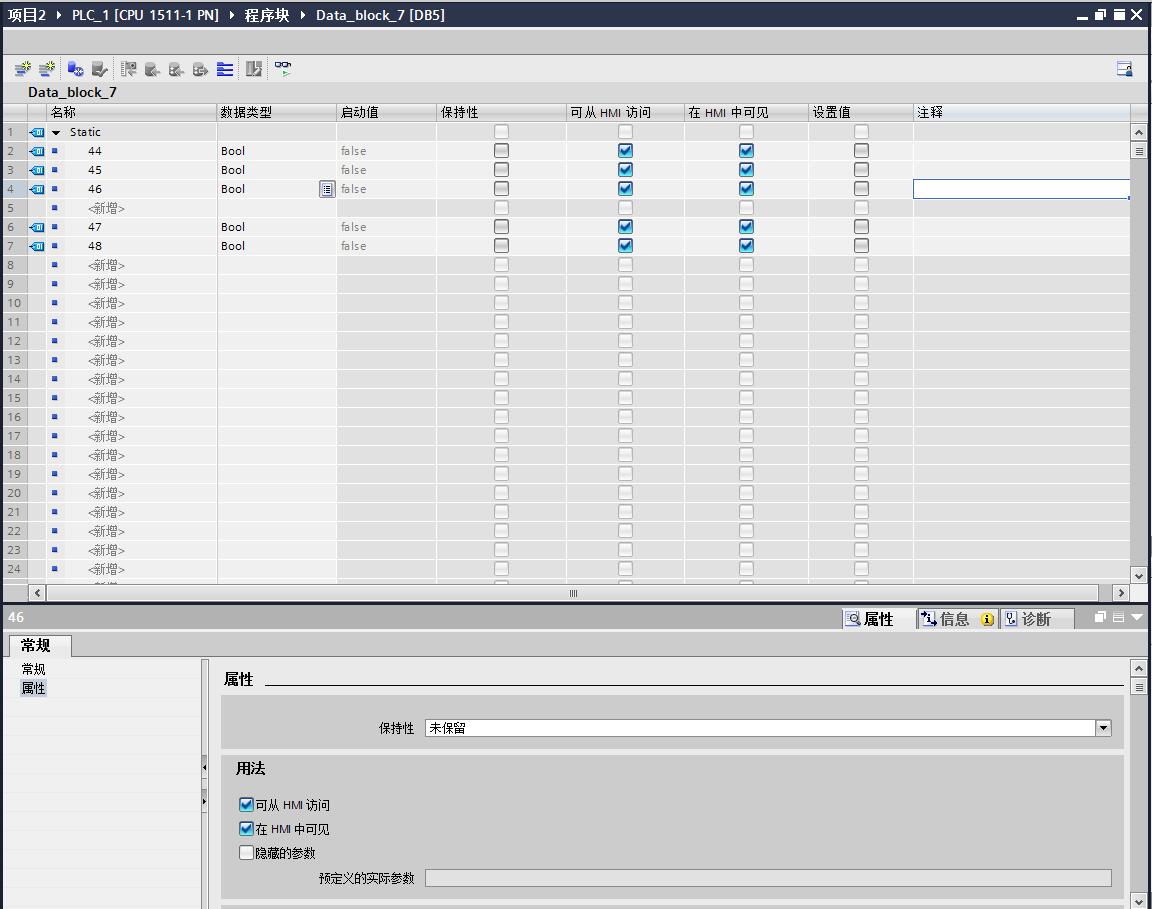 项目2 PLC_1 [CPU 1511-1 PN] 程序块 Data_block_7 [DB5]
Data_block_7
名称 数据类型 启动值 保持性 可从 HMI 访问 在 HMI 中可见 设置值 注释
1 Static
2 44 Bool false
3 45 Bool false
4 46 Bool false
5 <新增>
6 47 Bool false
7 48 Bool false
8 <新增>
9 <新增>
10 <新增>
11 <新增>
12 <新增>
13 <新增>
14 <新增>
15 <新增>
16 <新增>
17 <新增>
18 <新增>
19 <新增>
20 <新增>
21 <新增>
22 <新增>
23 <新增>
24 <新增>
46 属性 信息 诊断
常规
常规
属性
属性
保持性 未保留
用法
可从 HMI 访问
在 HMI 中可见
隐藏的参数
预定义的实际参数